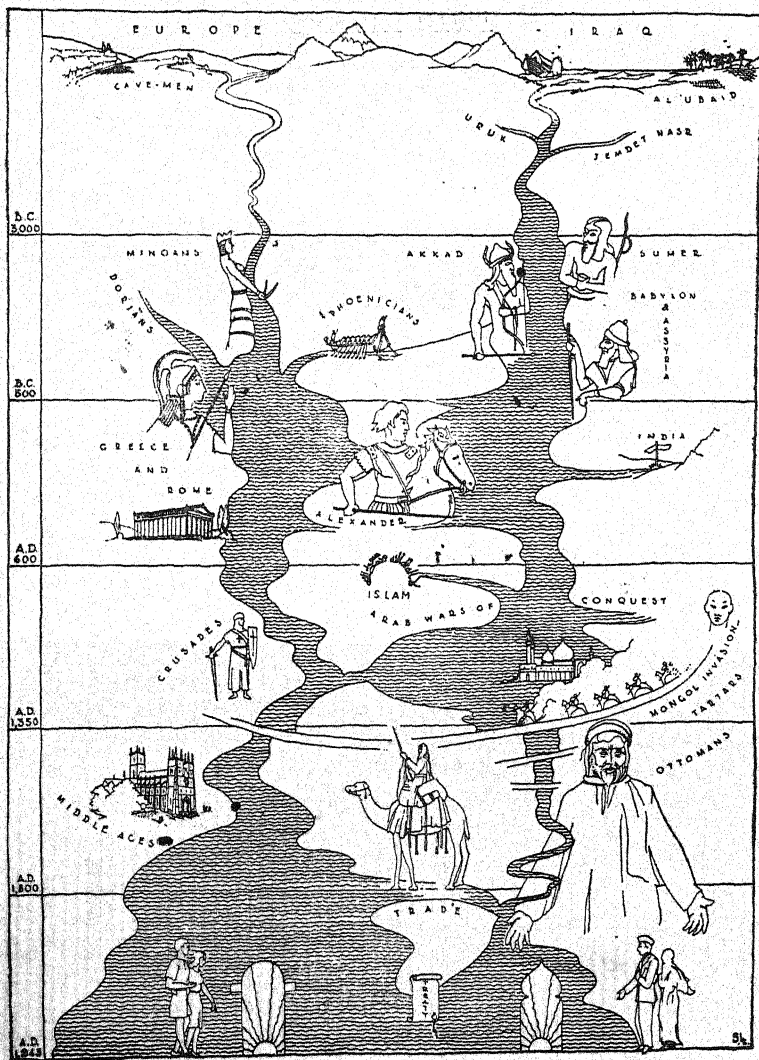 EUROPE
IRAQ
CAVE-MEN
AL 'UBAID
URUK
JEMDET NASR
B.C.
3,000
MINOANS
AKKAD
SUMER
DORIANS
PHOENICIANS
BABYLON
&
ASSYRIA
B.C.
500
GREECE
AND
ROME
INDIA
ALEXANDER
A.D.
600
ISLAM
ARAB WARS OF
CONQUEST
CRUSADES
MONGOL INVASION
TARTARS
A.D.
1,350
OTTOMANS
MIDDLE AGES
A.D.
1,800
TRADE
TREATY
A.D.
1,943